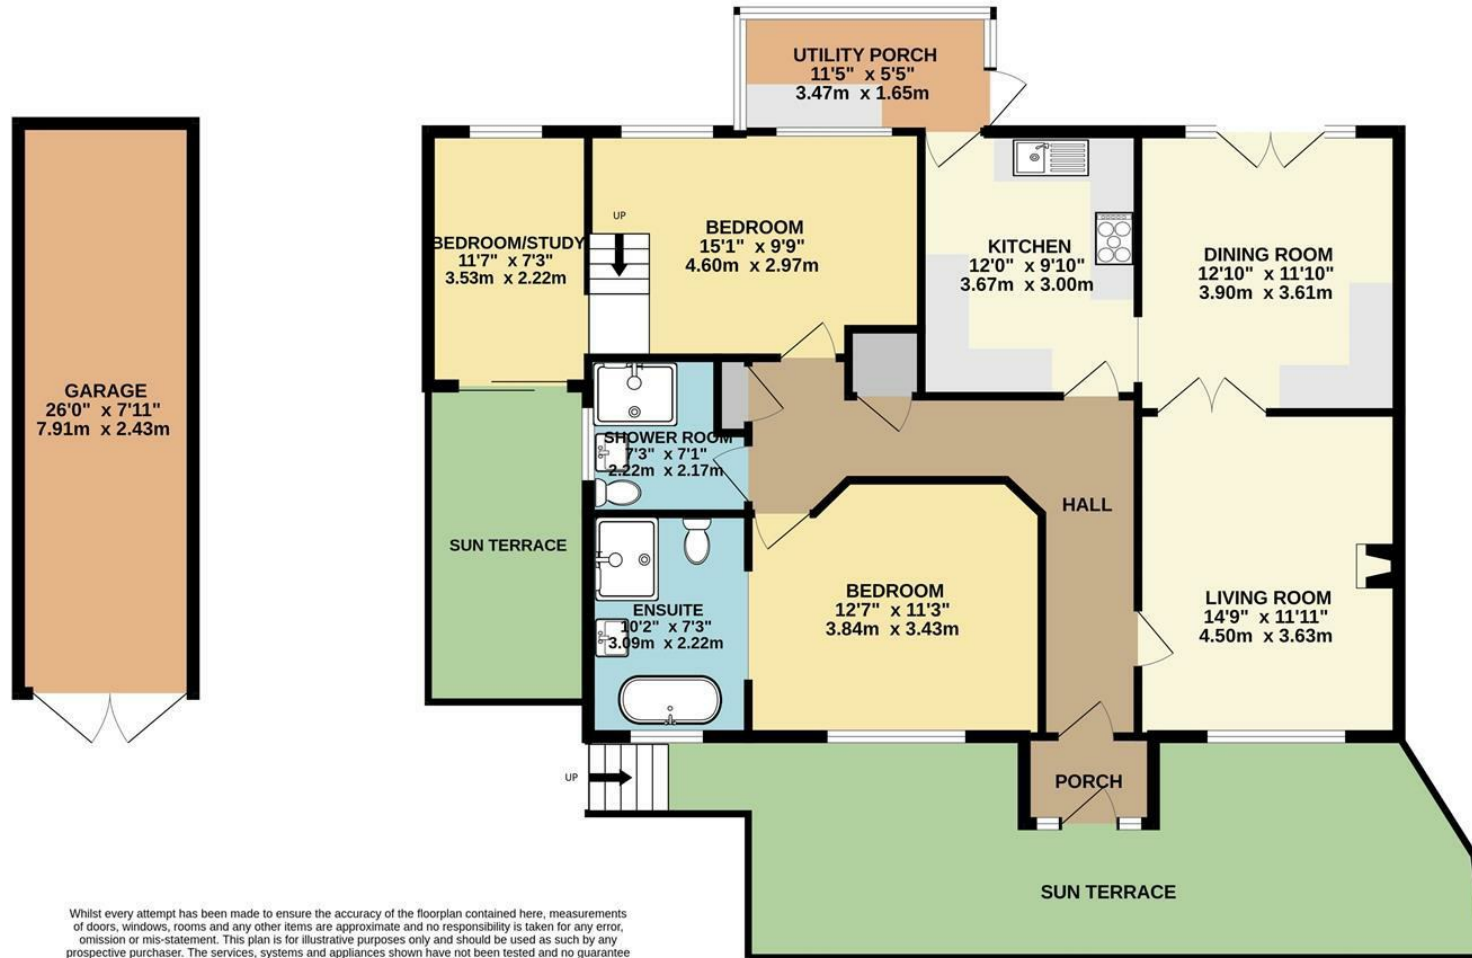 UTILITY PORCH
11'5" x 5'5"
3.47m x 1.65m
UP
BEDROOM/STUDY
11'7" x 7'3"
3.53m x 2.22m
BEDROOM
15'1" x 9'9"
4.60m x 2.97m
KITCHEN
12'0" x 9'10"
3.67m x 3.00m
DINING ROOM
12'10" x 11'10"
3.90m x 3.61m
GARAGE
26'0" x 7'11"
7.91m x 2.43m
SHOWER ROOM
7'3" x 7'1"
2.22m x 2.17m
HALL
SUN TERRACE
ENSUITE
10'2" x 7'3"
3.09m x 2.22m
BEDROOM
12'7" x 11'3"
3.84m x 3.43m
LIVING ROOM
14'9" x 11'11"
4.50m x 3.63m
UP
PORCH
SUN TERRACE
Whilst every attempt has been made to ensure the accuracy of the floorplan contained here, measurements
of doors, windows, rooms and any other items are approximate and no responsibility is taken for any error,
omission or mis-statement. This plan is for illustrative purposes only and should be used as such by any
prospective purchaser. The services, systems and appliances shown have not been tested and no guarantee